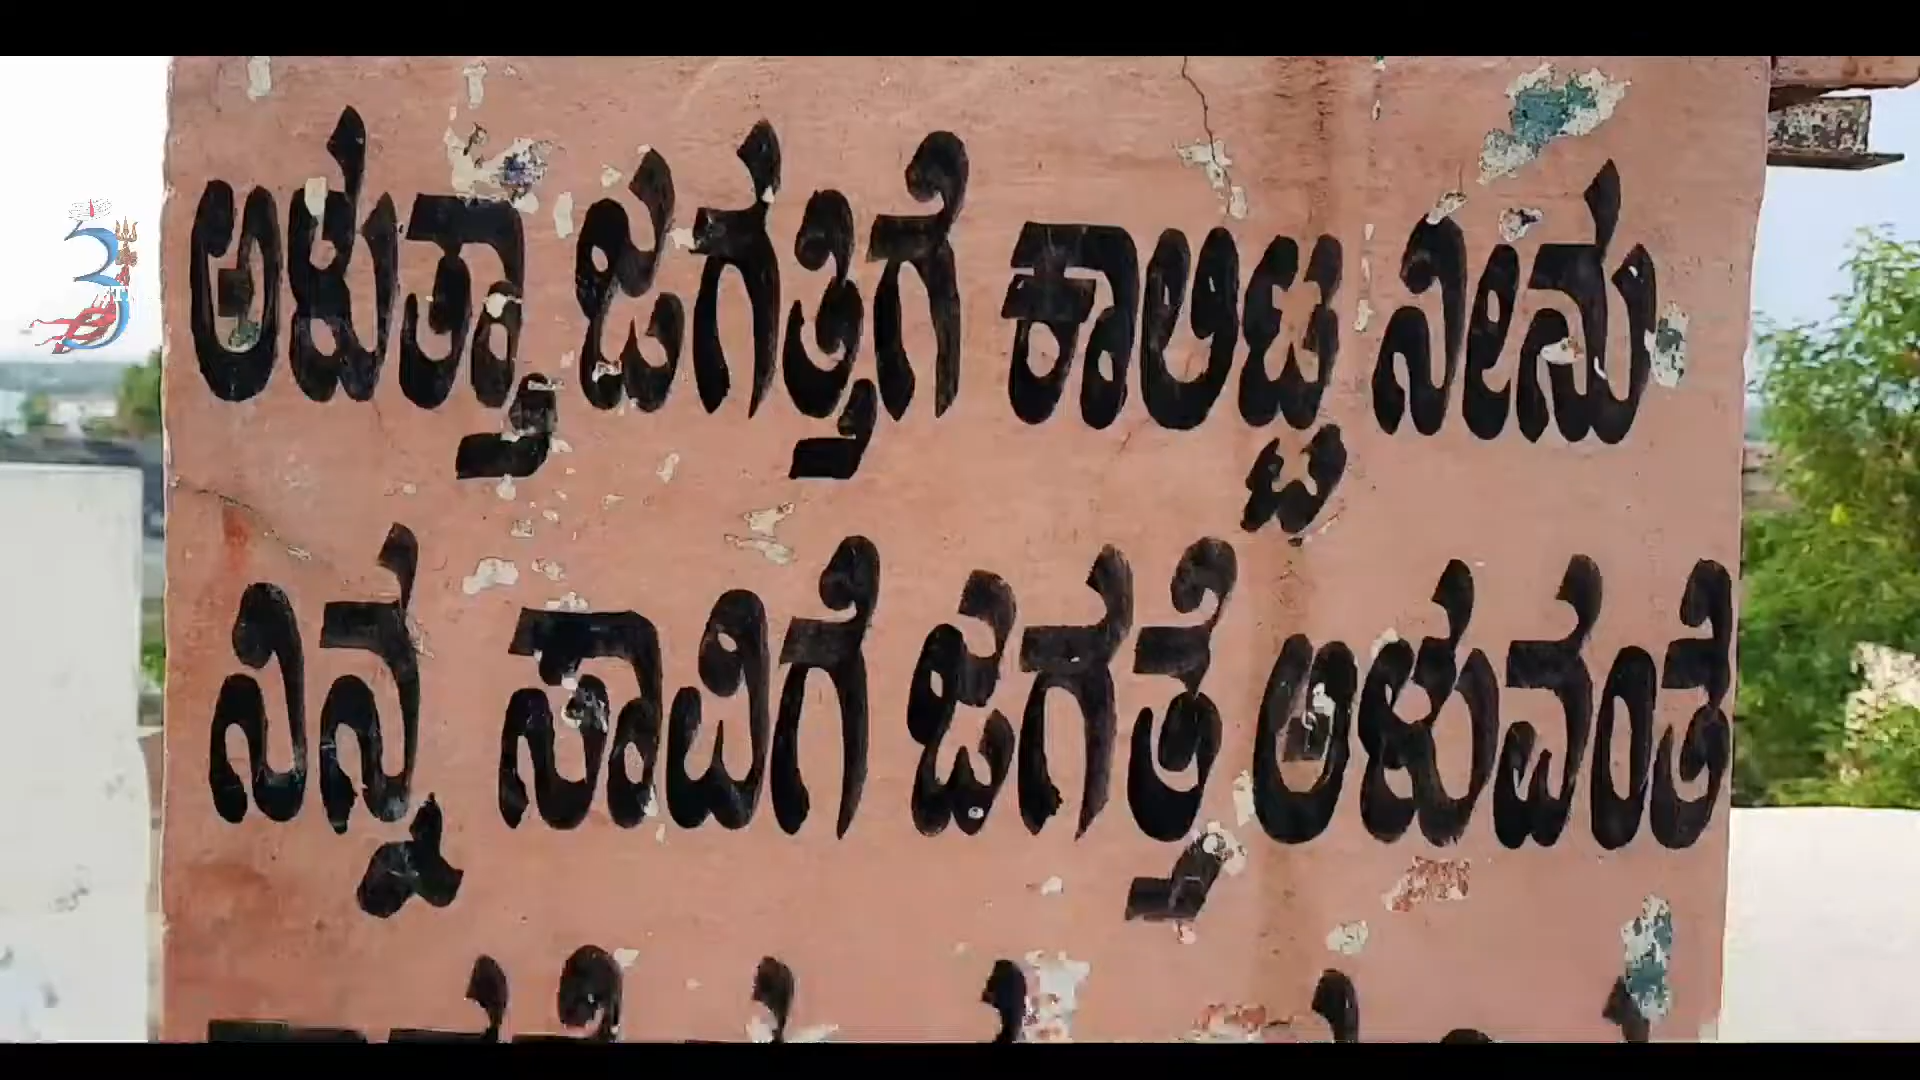 ಅಳುತ್ತಾ ಜಗತ್ತಿಗೆ ಕಾಲಿಟ್ಟ ನೀನು
ನಿನ್ನ ಸಾವಿಗೆ ಜಗತ್ತೆ ಅಳುವಂತೆ